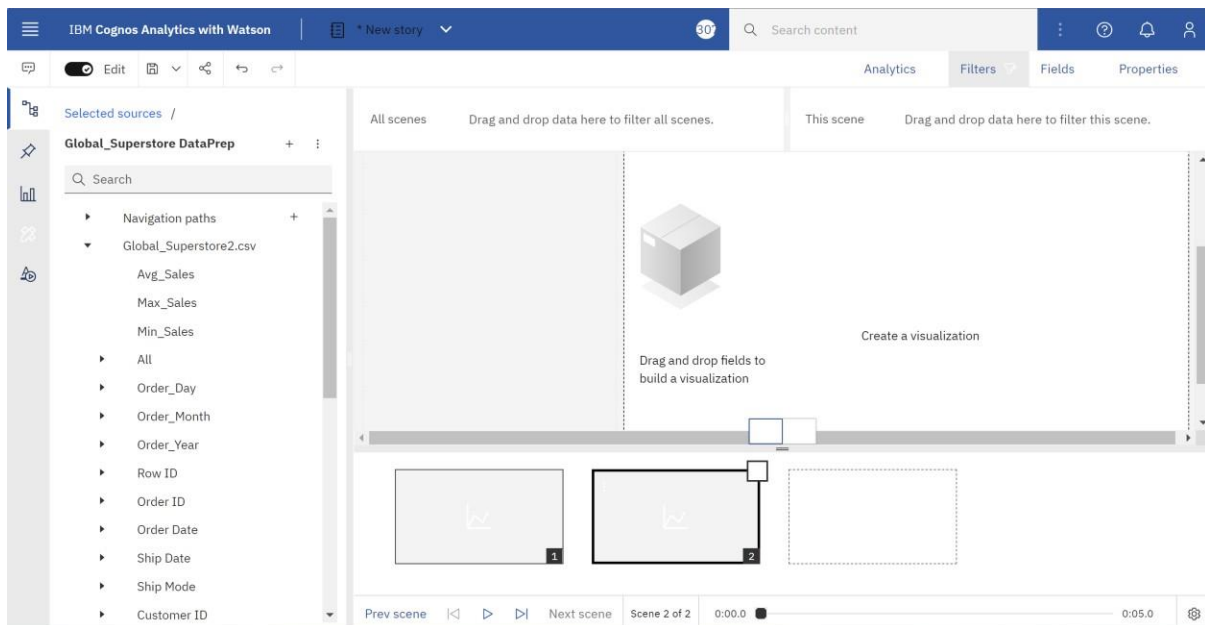 IBM Cognos Analytics with Watson
* New story
Search content
Edit
Analytics
Filters
Fields
Properties
Selected sources /
Global_Superstore DataPrep
Search
Navigation paths
Global_Superstore2.csv
Avg_Sales
Max_Sales
Min_Sales
All
Order_Day
Order_Month
Order_Year
Row ID
Order ID
Order Date
Ship Date
Ship Mode
Customer ID
All scenes
Drag and drop data here to filter all scenes.
This scene
Drag and drop data here to filter this scene.
Drag and drop fields to
build a visualization
Create a visualization
1
2
Prev scene
Next scene
Scene 2 of 2
0:00.0
0:05.0